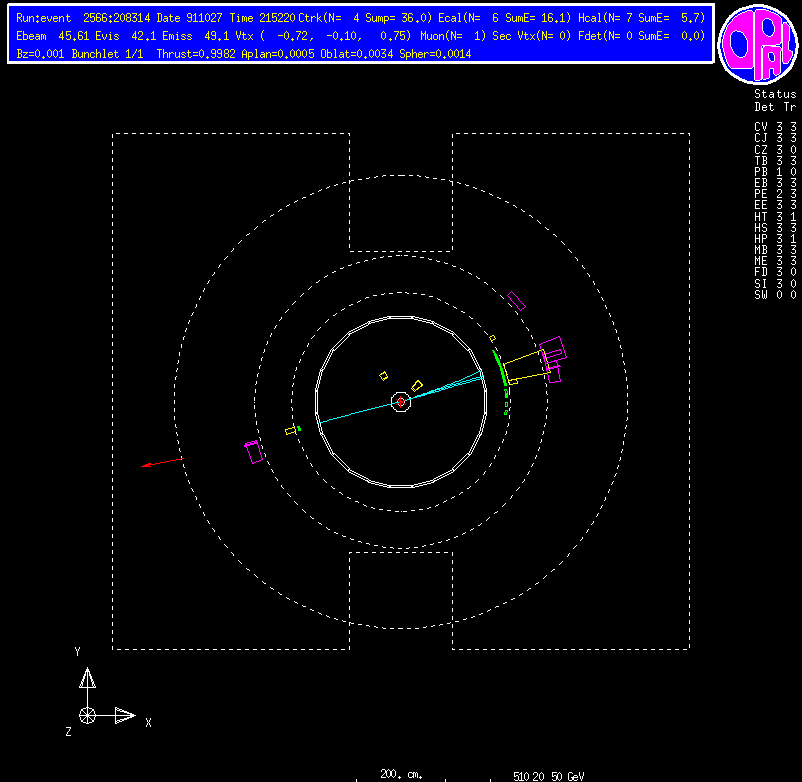 Run:event 2566:208314 Date 911027 Time 215220 Ctrk(N= 4 Sump= 36.0) Ecal(N= 6 SumE= 16.1) Hcal(N= 7 SumE= 5.7)
Ebeam 45.61 Evis 42.1 Emiss 49.1 Vtx ( -0.72, -0.10, 0.75) Muon(N= 1) Sec Vtx(N= 0) Fdet(N= 0 SumE= 0.0)
Bz=0.001 Bunchlet 1/1 Thrust=0.9982 Aplan=0.0005 Oblat=0.0034 Spher=0.0014
OPAL
Status
Det Tr
CV 3 3
CJ 3 3
CZ 3 0
TB 3 3
PB 1 0
EB 3 3
PE 2 3
EE 3 3
HT 3 1
HS 3 3
HP 3 1
MB 3 3
ME 3 3
FD 3 0
SI 3 0
SW 0 0
Y
X
Z
200. cm.
5 10 20 50 GeV